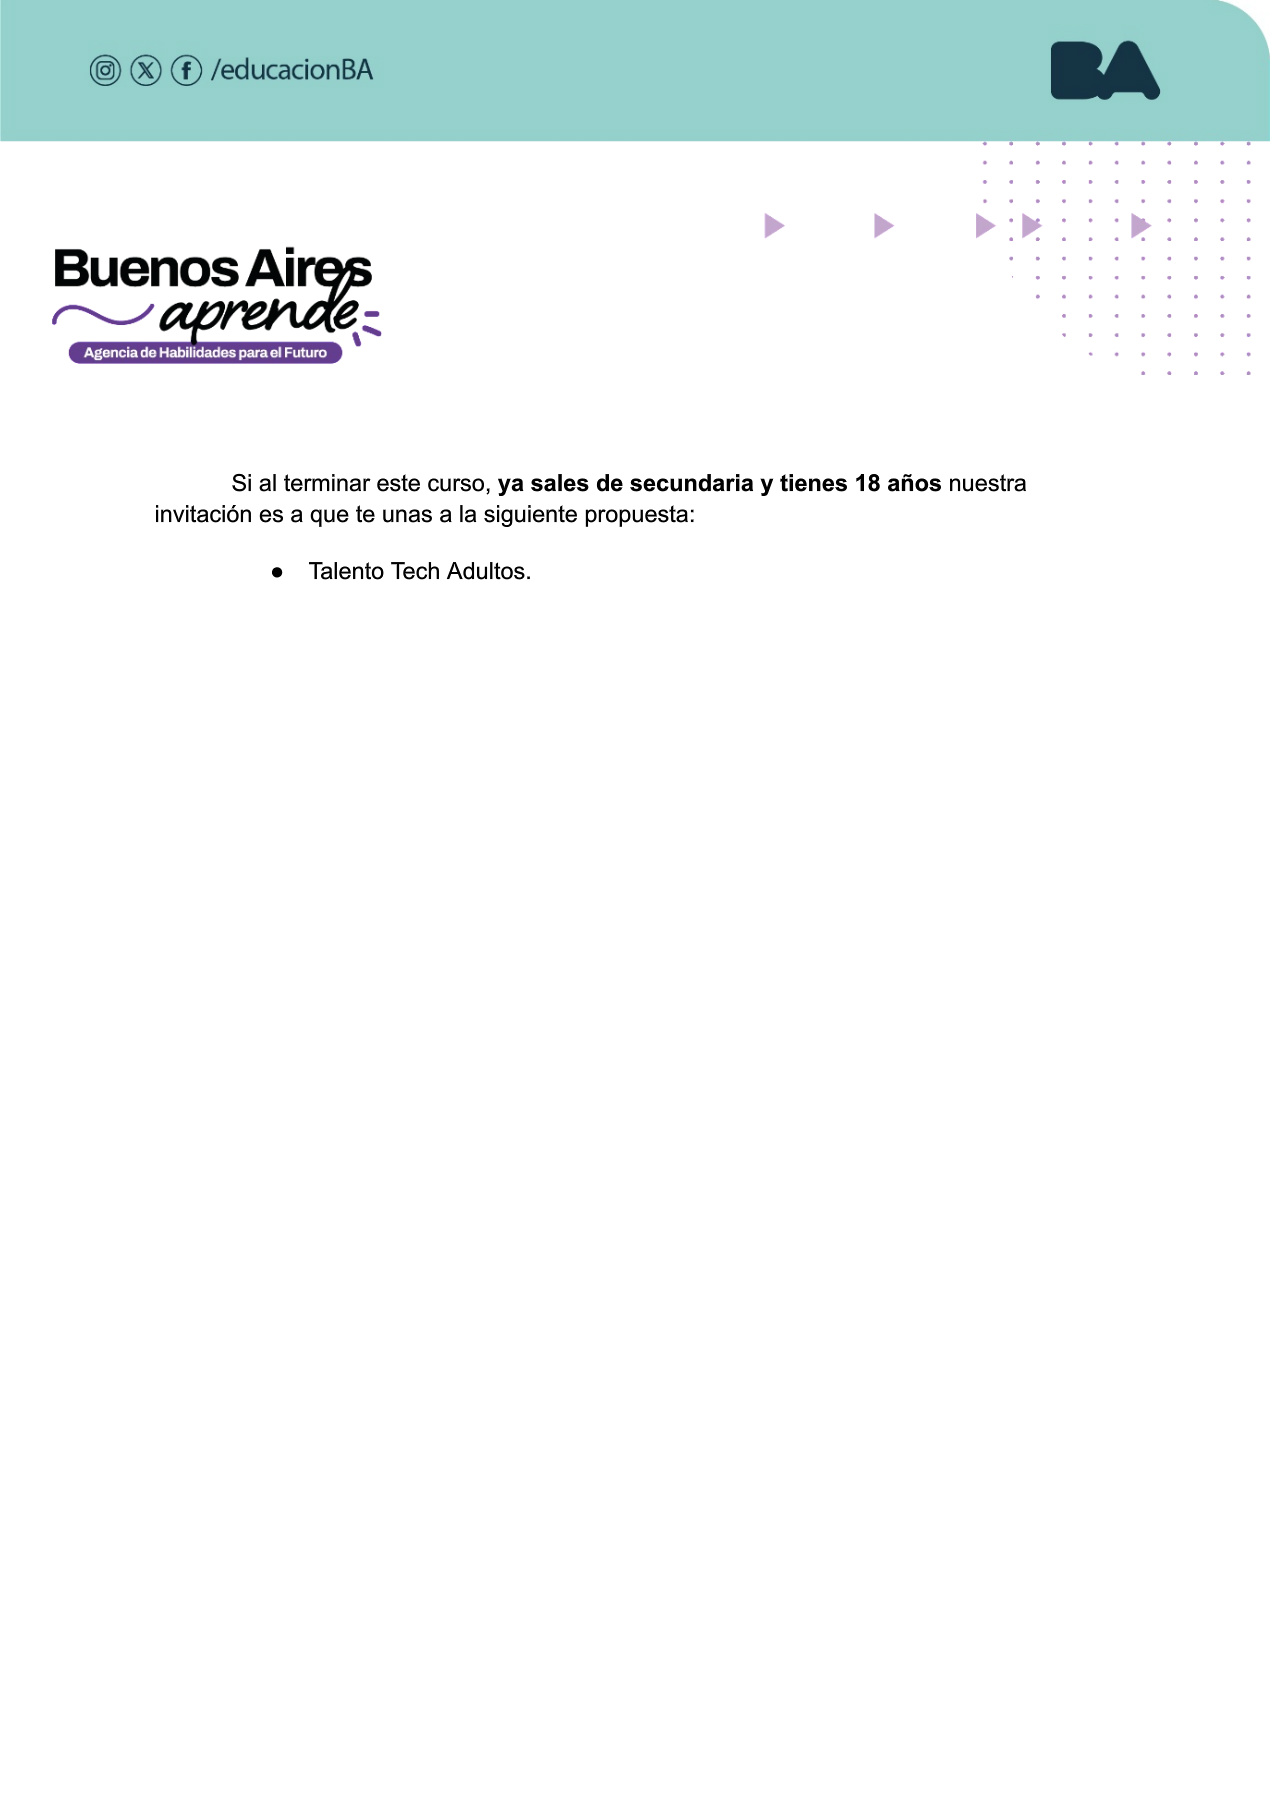 /educacionBA
BA
Buenos Aires
aprende
Agencia de Habilidades para el Futuro
Si al terminar este curso, ya sales de secundaria y tienes 18 años nuestra
invitación es a que te unas a la siguiente propuesta:
● Talento Tech Adultos.